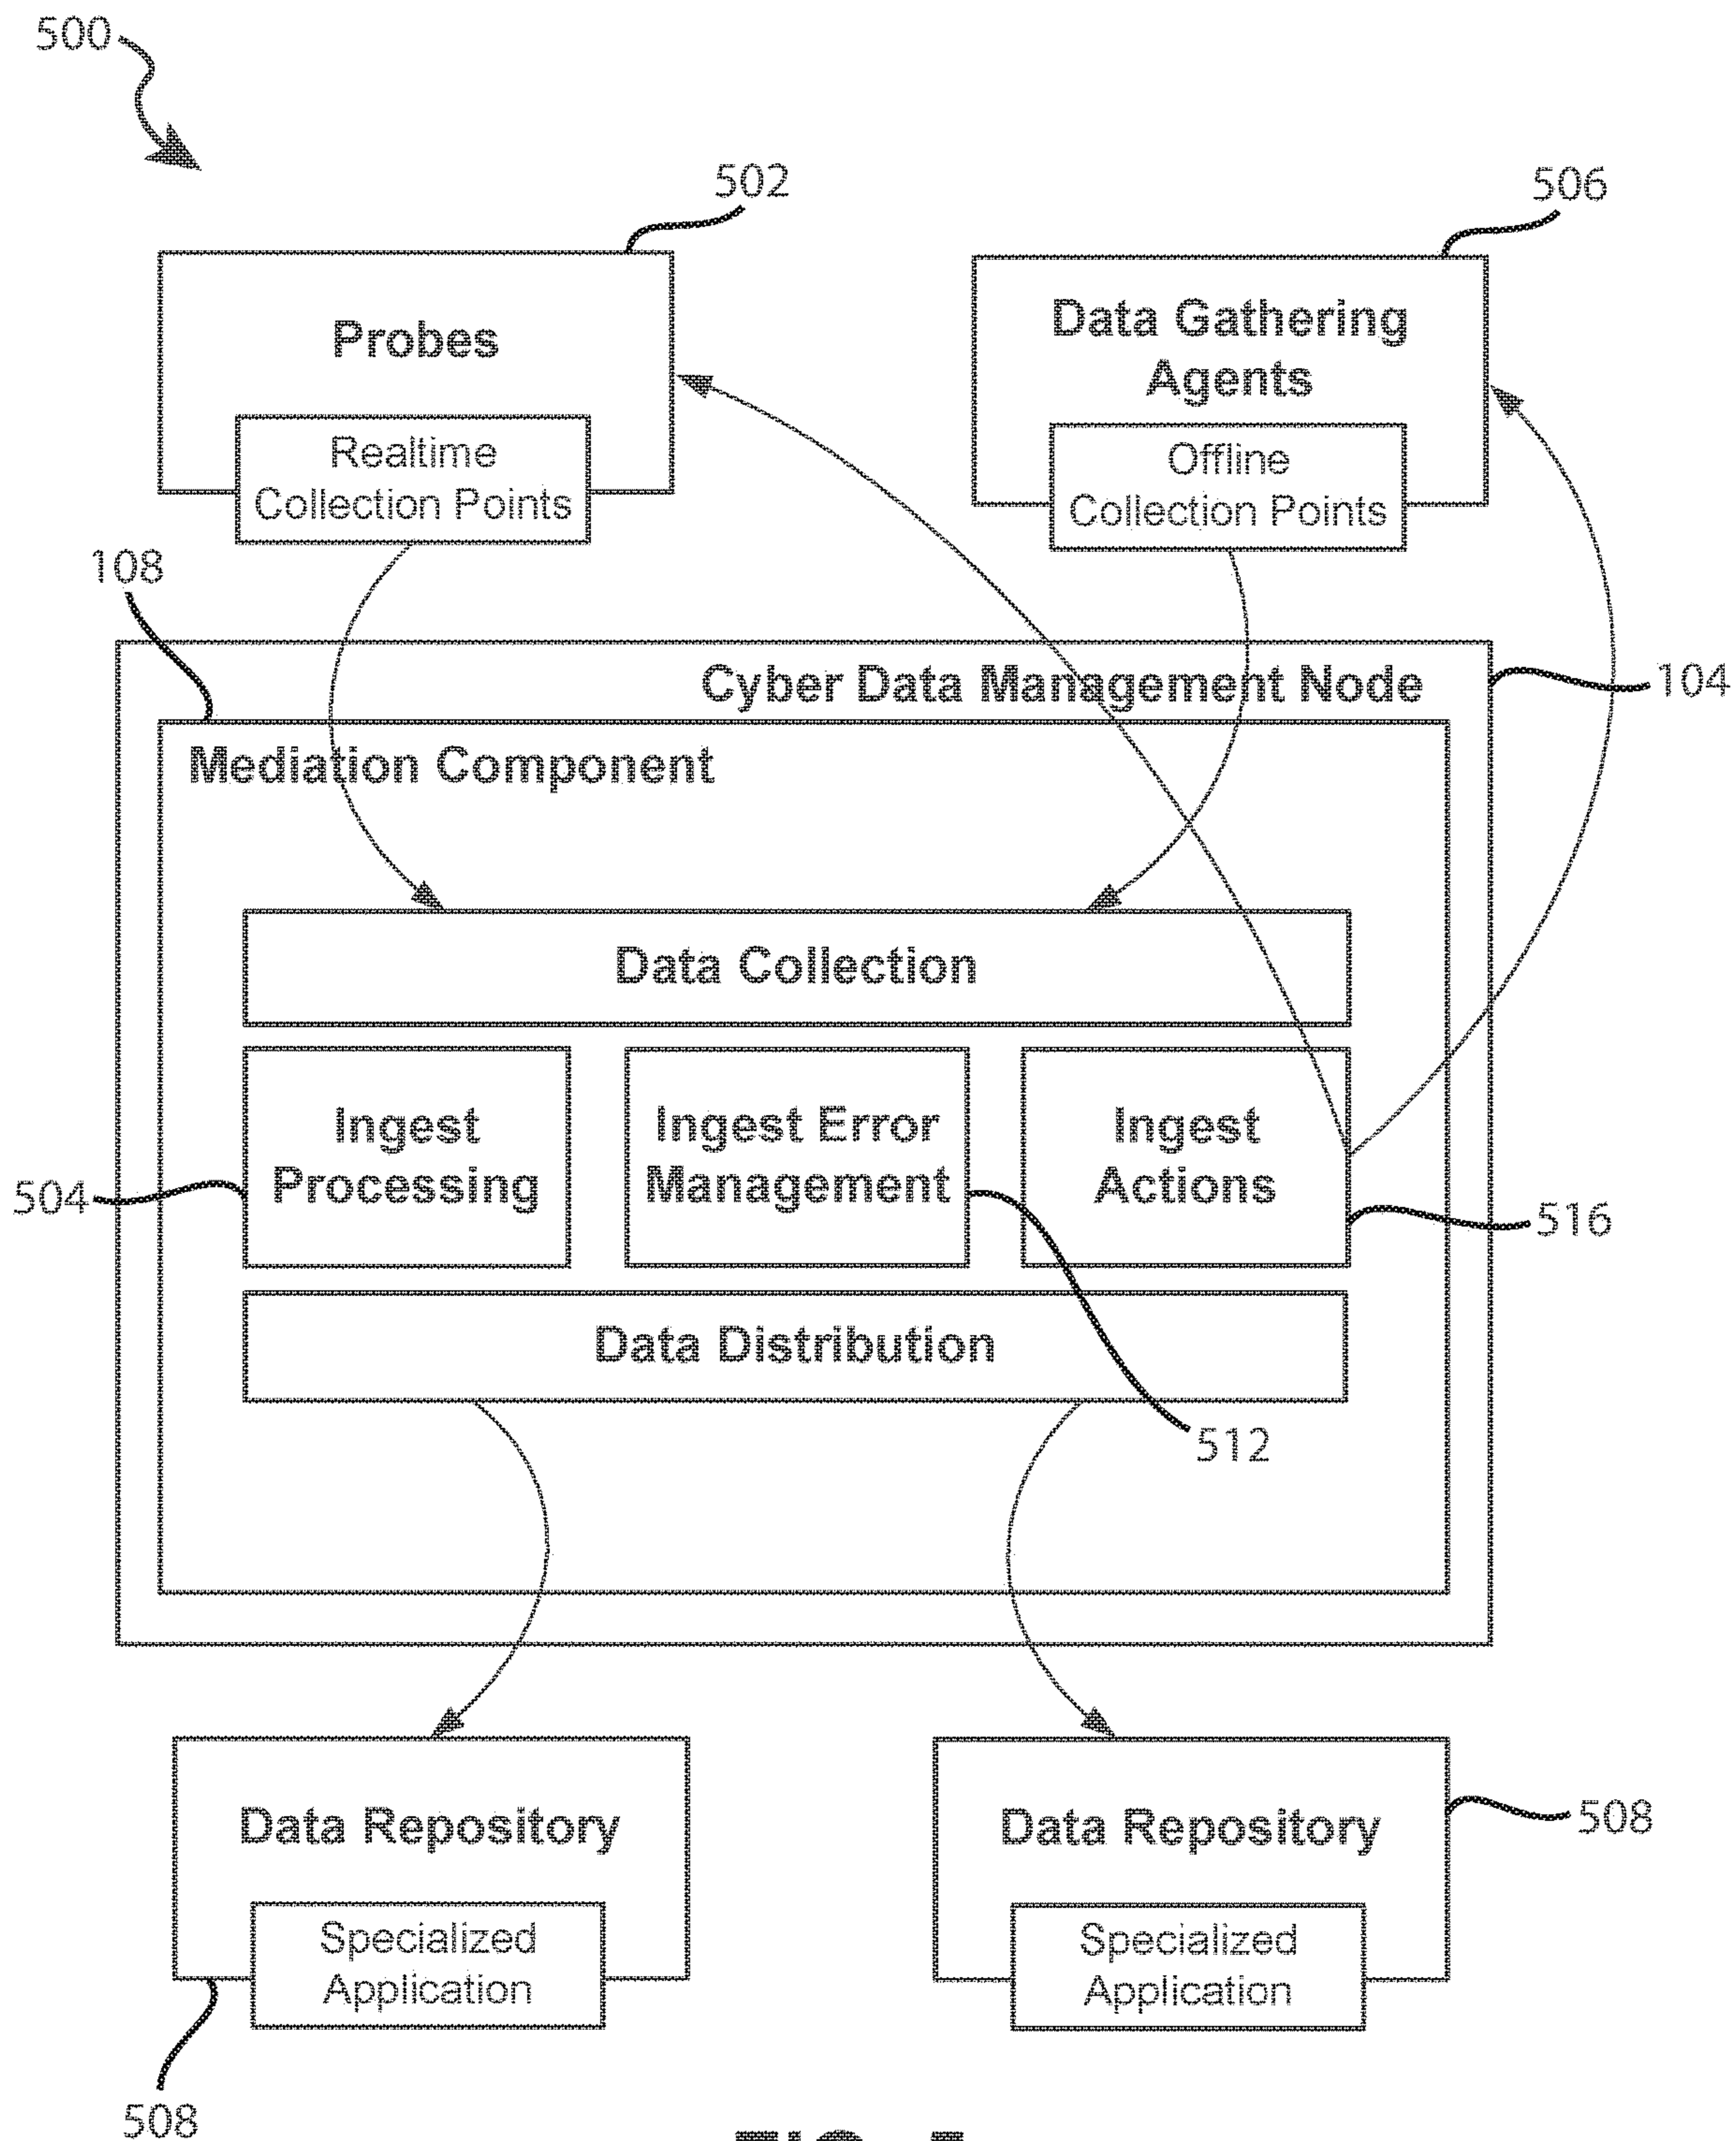 500
502
506
Probes
Data Gathering
Agents
Realtime
Collection Points
Offline
Collection Points
108
Cyber Data Management Node
104
Mediation Component
Data Collection
Ingest
Processing
Ingest Error
Management
Ingest
Actions
504
516
Data Distribution
512
Data Repository
Data Repository
508
Specialized
Application
Specialized
Application
508